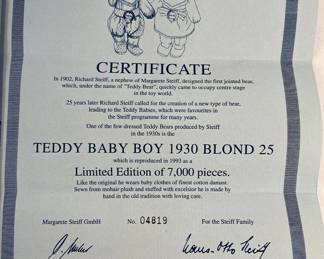 CERTIFICATE
In 1902, Richard Steiff, a nephew of Margarete Steiff, designed the first jointed bear,
which, under the name of "Teddy Bear", quickly came to occupy centre stage
in the toy world.
25 years later Richard Steiff called for the creation of a new type of bear,
leading to the Teddy Babies, which were favourites in
the Steiff programme for many years.
One of the few dressed Teddy Bears produced by Steiff
in the 1930s is the
TEDDY BABY BOY 1930 BLOND 25
which is reproduced in 1993 as a
Limited Edition of 7,000 pieces.
Like the original he wears baby clothes of finest cotton damast.
Sewn from mohair plush and stuffed with excelsior he is made by
hand in the old tradition with loving care.
Margarete Steiff GmbH No. 04819 For the Steiff Family
Hans-Otto Steiff